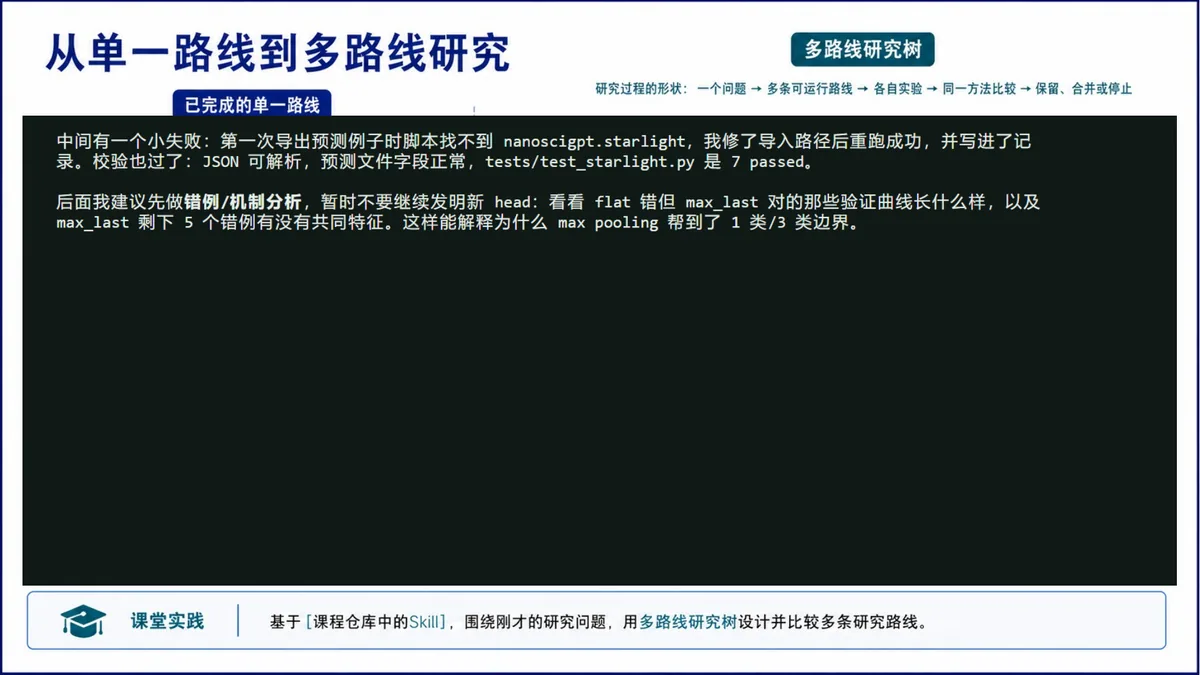 从单一路线到多路线研究
多路线研究树
研究过程的形状： 一个问题 → 多条可运行路线 → 各自实验 → 同一方法比较 → 保留、合并或停止
已完成的单一路线
中间有一个小失败：第一次导出预测例子时脚本找不到 nanoscigpt.starlight，我修了导入路径后重跑成功，并写进了记
录。校验也过了：JSON 可解析，预测文件字段正常，tests/test_starlight.py 是 7 passed。
后面我建议先做错例/机制分析，暂时不要继续发明新 head：看看 flat 错但 max_last 对的那些验证曲线长什么样，以及
max_last 剩下 5 个错例有没有共同特征。这样能解释为什么 max pooling 帮到了 1 类/3 类边界。
课堂实践
基于 [课程仓库中的Skill]，围绕刚才的研究问题，用多路线研究树设计并比较多条研究路线。